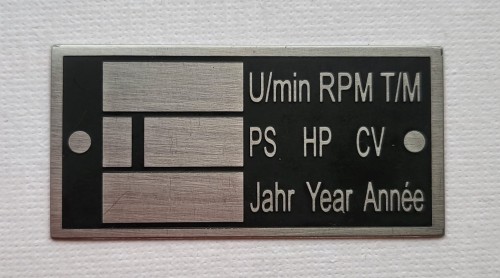 U/min RPM T/M
PS HP CV
Jahr Year Année